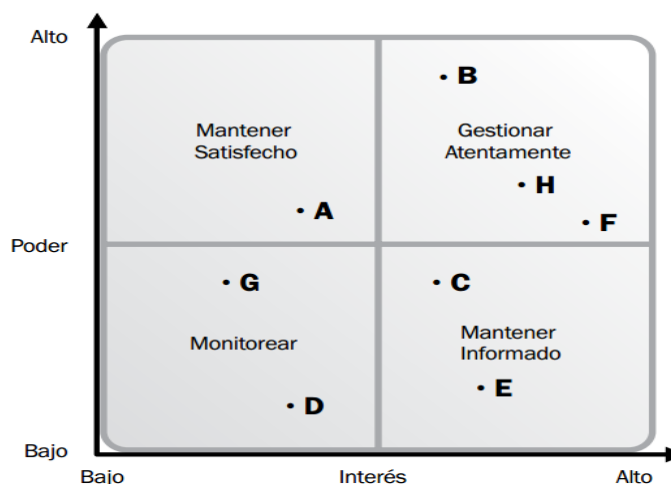 Alto
B
Mantener
Satisfecho
Gestionar
Atentamente
H
A
F
Poder
G
C
Monitorear
Mantener
Informado
E
D
Bajo
Bajo
Interés
Alto